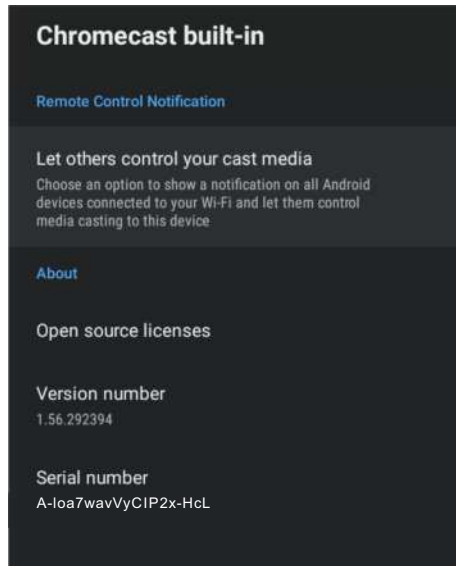 Chromecast built-in
Remote Control Notification
Let others control your cast media
Choose an option to show a notification on all Android
devices connected to your Wi-Fi and let them control
media casting to this device
About
Open source licenses
Version number
1.56.292394
Serial number
A-loa7wavVyCIP2x-HcL